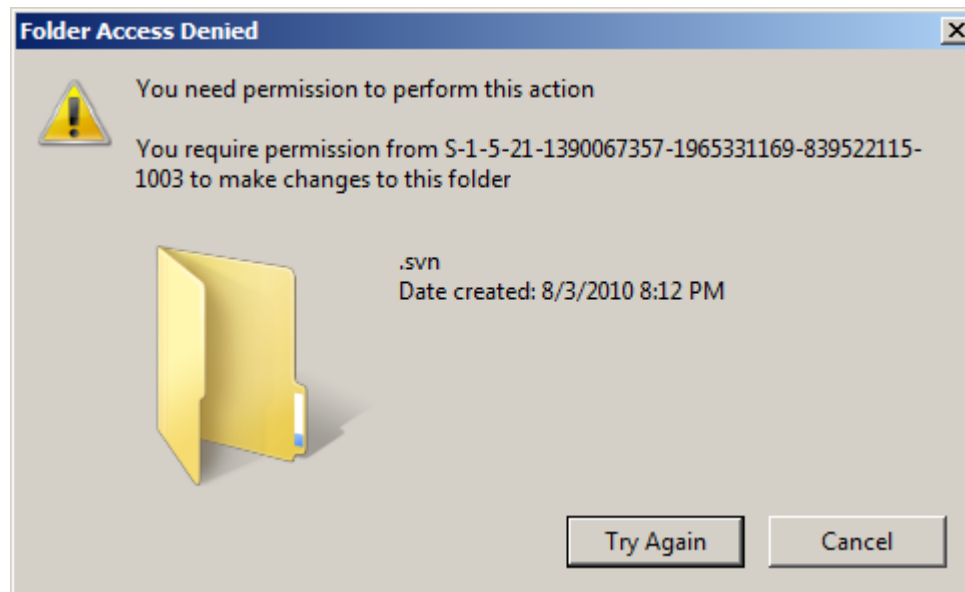 Folder Access Denied
You need permission to perform this action
You require permission from S-1-5-21-1390067357-1965331169-839522115-
1003 to make changes to this folder
.svn
Date created: 8/3/2010 8:12 PM
Try Again
Cancel